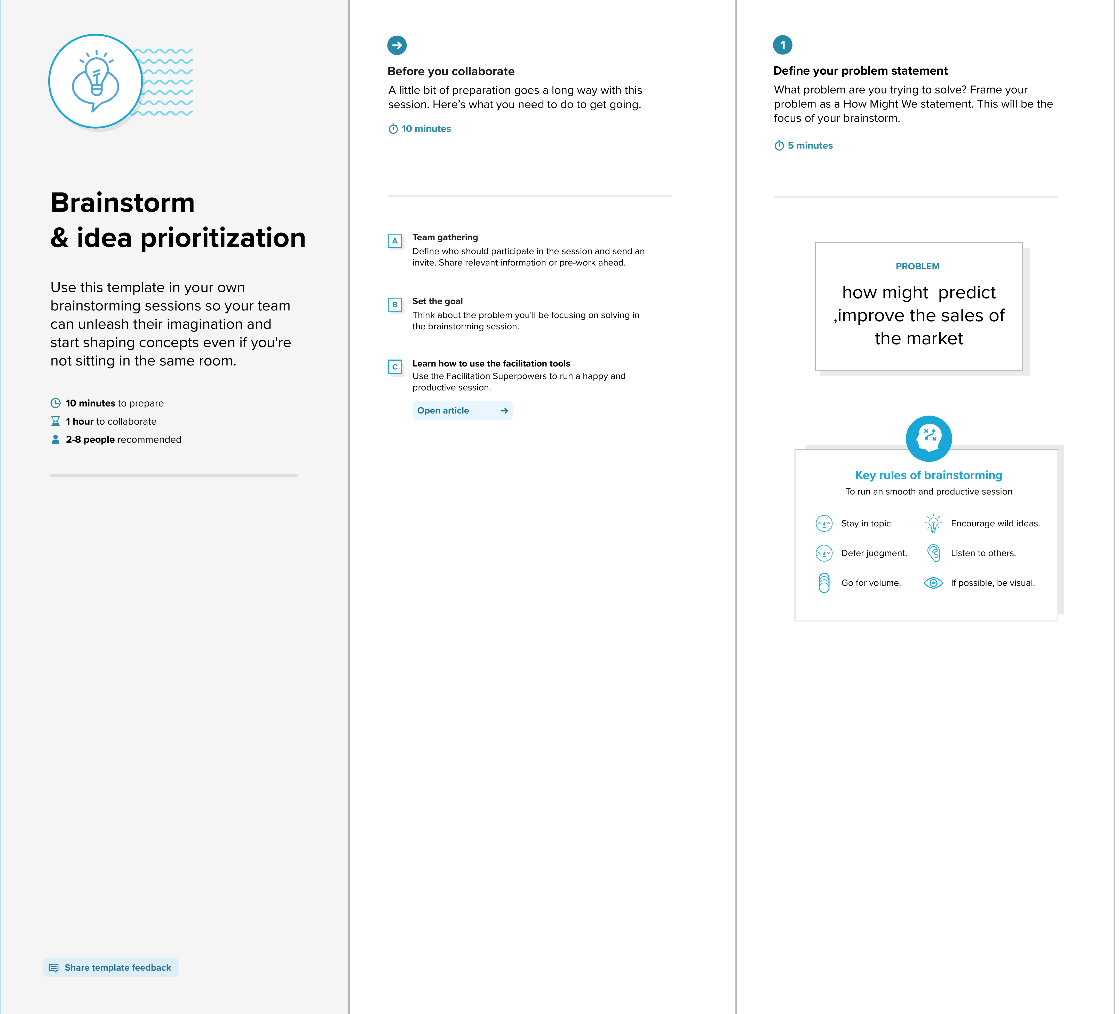 Brainstorm
& idea prioritization
Use this template in your own
brainstorming sessions so your team
can unleash their imagination and
start shaping concepts even if you're
not sitting in the same room.
10 minutes to prepare
1 hour to collaborate
2-8 people recommended
Share template feedback
Before you collaborate
A little bit of preparation goes a long way with this
session. Here's what you need to do to get going.
10 minutes
A
Team gathering
Define who should participate in the session and send an
invite. Share relevant information or pre-work ahead.
B
Set the goal
Think about the problem you'll be focusing on solving in
the brainstorming session.
C
Learn how to use the facilitation tools
Use the Facilitation Superpowers to run a happy and
productive session.
Open article
1
Define your problem statement
What problem are you trying to solve? Frame your
problem as a How Might We statement. This will be the
focus of your brainstorm.
5 minutes
PROBLEM
how might  predict
,improve the sales of
the market
Key rules of brainstorming
To run an smooth and productive session
Stay in topic.
Encourage wild ideas.
Defer judgment.
Listen to others.
Go for volume.
If possible, be visual.